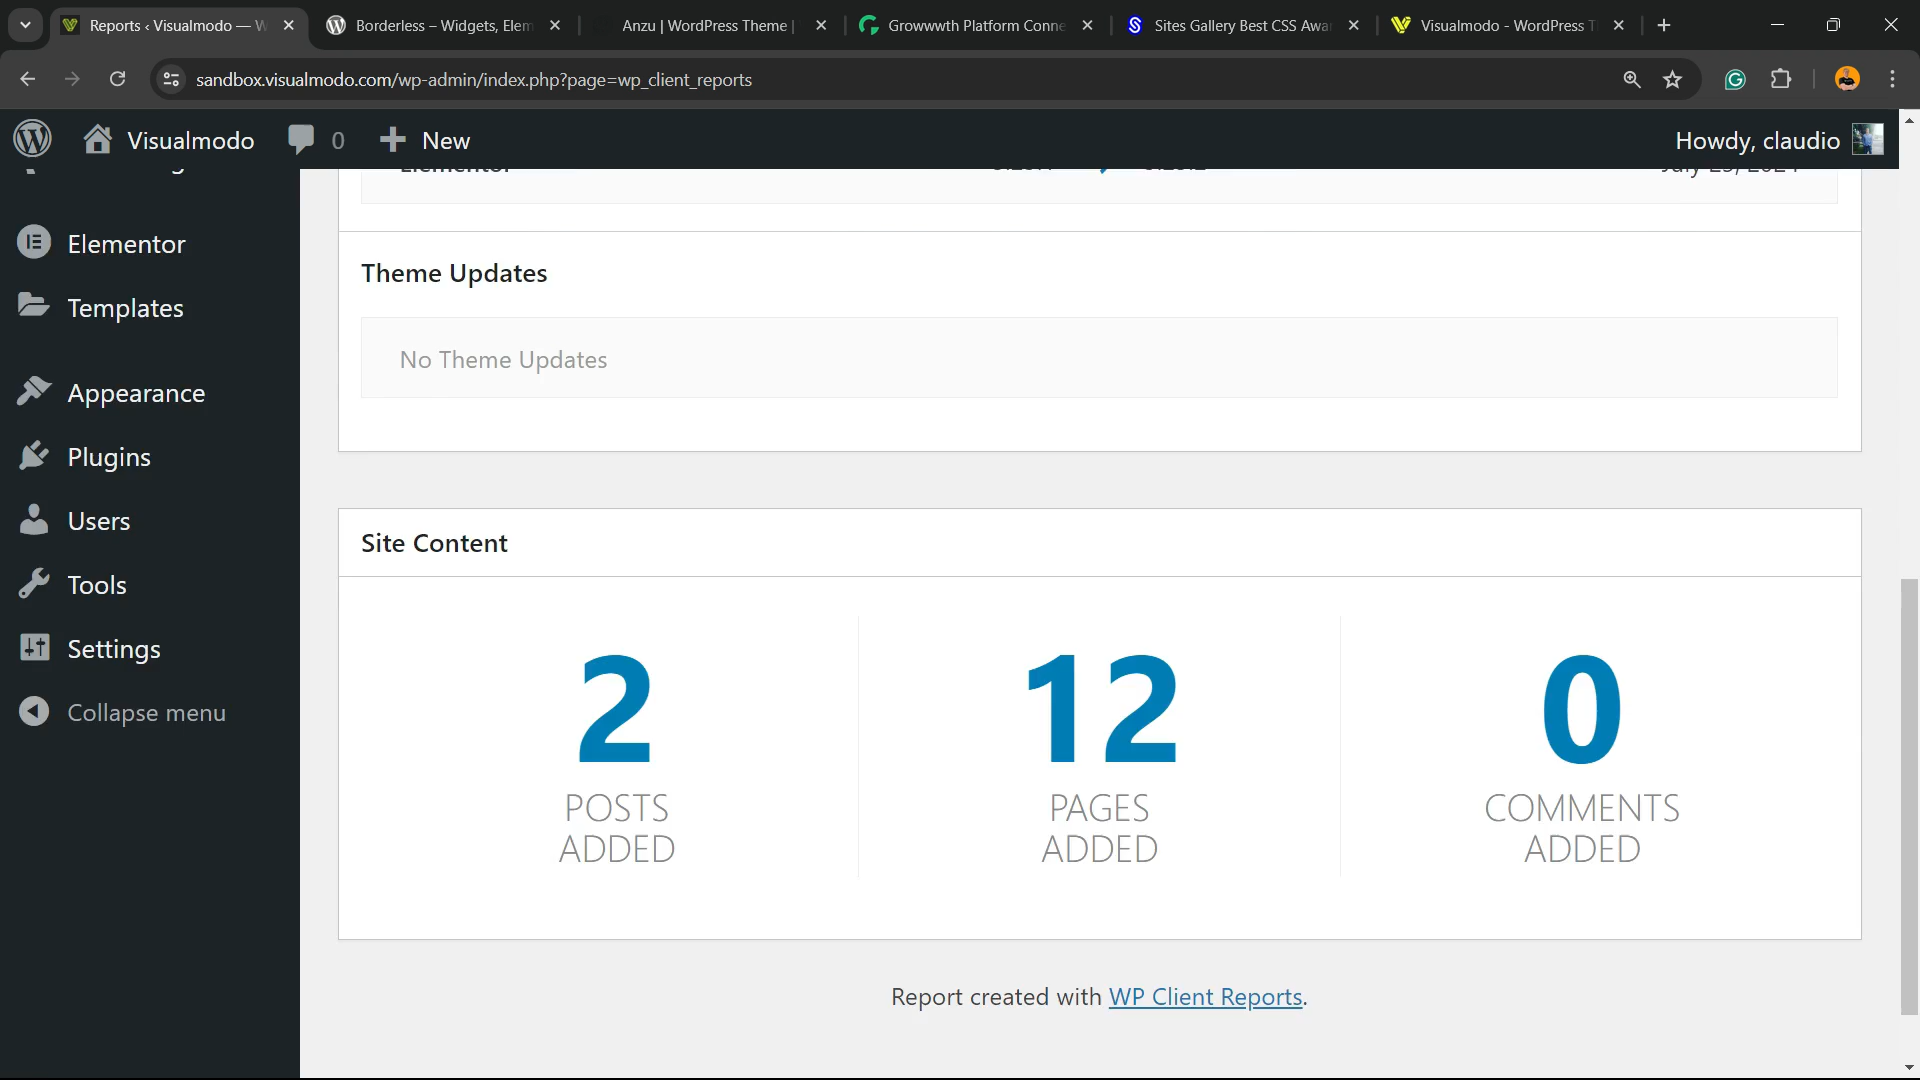 Reports ‹ Visualmodo — W
Borderless – Widgets, Elem
Anzu | WordPress Theme |
Growwwth Platform Conne
Sites Gallery Best CSS Awar
Visualmodo - WordPress T
sandbox.visualmodo.com/wp-admin/index.php?page=wp_client_reports
Visualmodo
0
New
Howdy, claudio
Elementor
Templates
Appearance
Plugins
Users
Tools
Settings
Collapse menu
Elementor
Theme Updates
No Theme Updates
Site Content
2
POSTS
ADDED
12
PAGES
ADDED
0
COMMENTS
ADDED
Report created with WP Client Reports.